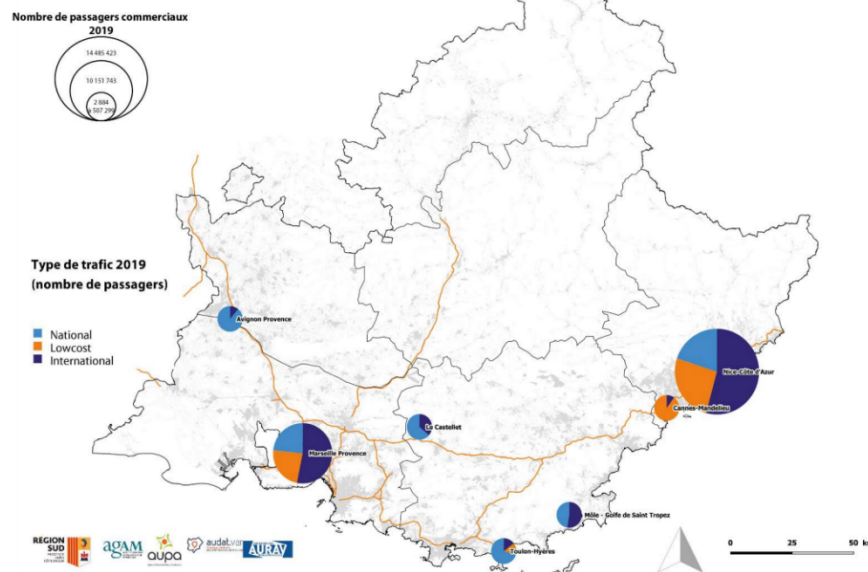 Nombre de passagers commerciaux
2019
14 485 423
10 151 743
2 884
6 507 299
Type de trafic 2019
(nombre de passagers)
National
Lowcost
International
Avignon Provence
Nice-Côte d'Azur
Cannes-Mandelieu
Le Castellet
Marseille Provence
Môle - Golfe de Saint Tropez
Toulon-Hyères
RÉGION
SUD
agam
aupa
audat.var
AURAV
0 25 50